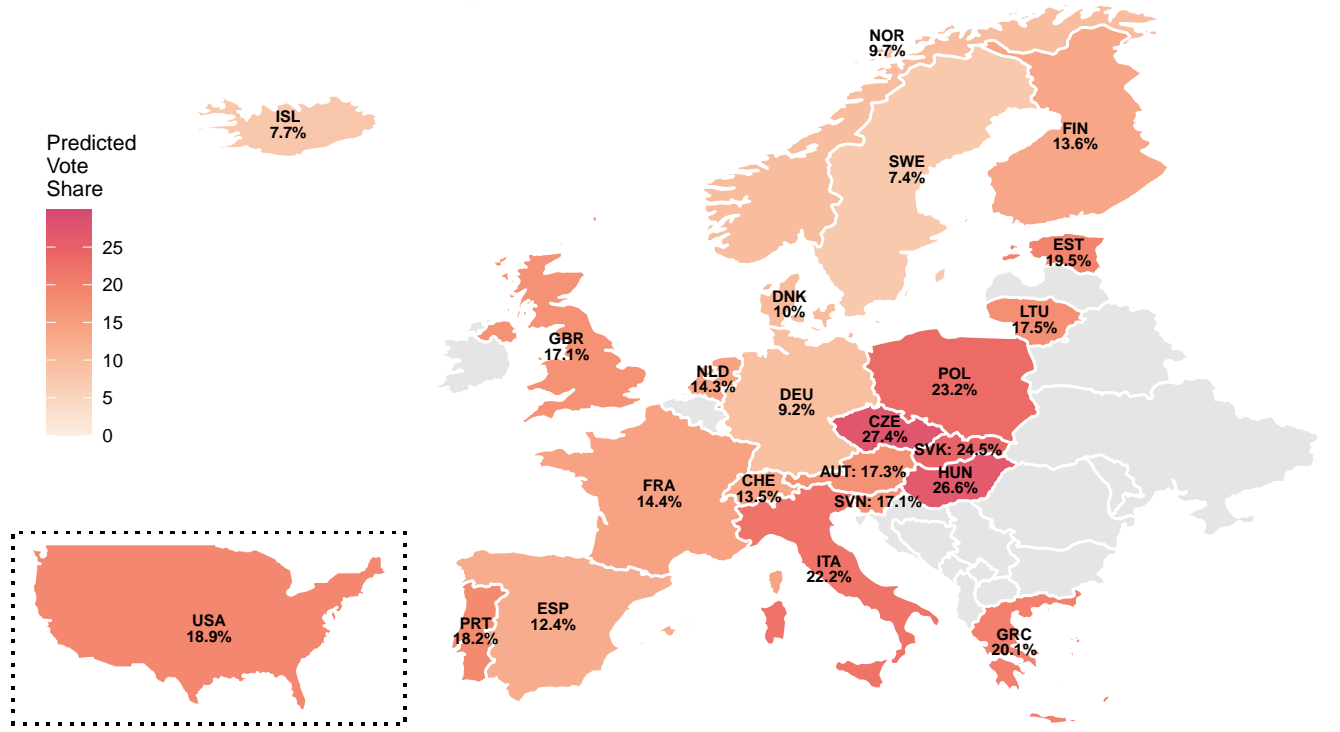 NOR
9.7%
ISL
7.7%
FIN
13.6%
Predicted
Vote
Share
SWE
7.4%
25
20
15
10
5
0
EST
19.5%
DNK
10%
LTU
17.5%
GBR
17.1%
NLD
14.3%
POL
23.2%
DEU
9.2%
CZE
27.4%
SVK: 24.5%
AUT: 17.3%
HUN
26.6%
CHE
13.5%
FRA
14.4%
SVN: 17.1%
ITA
22.2%
ESP
12.4%
PRT
18.2%
USA
18.9%
GRC
20.1%